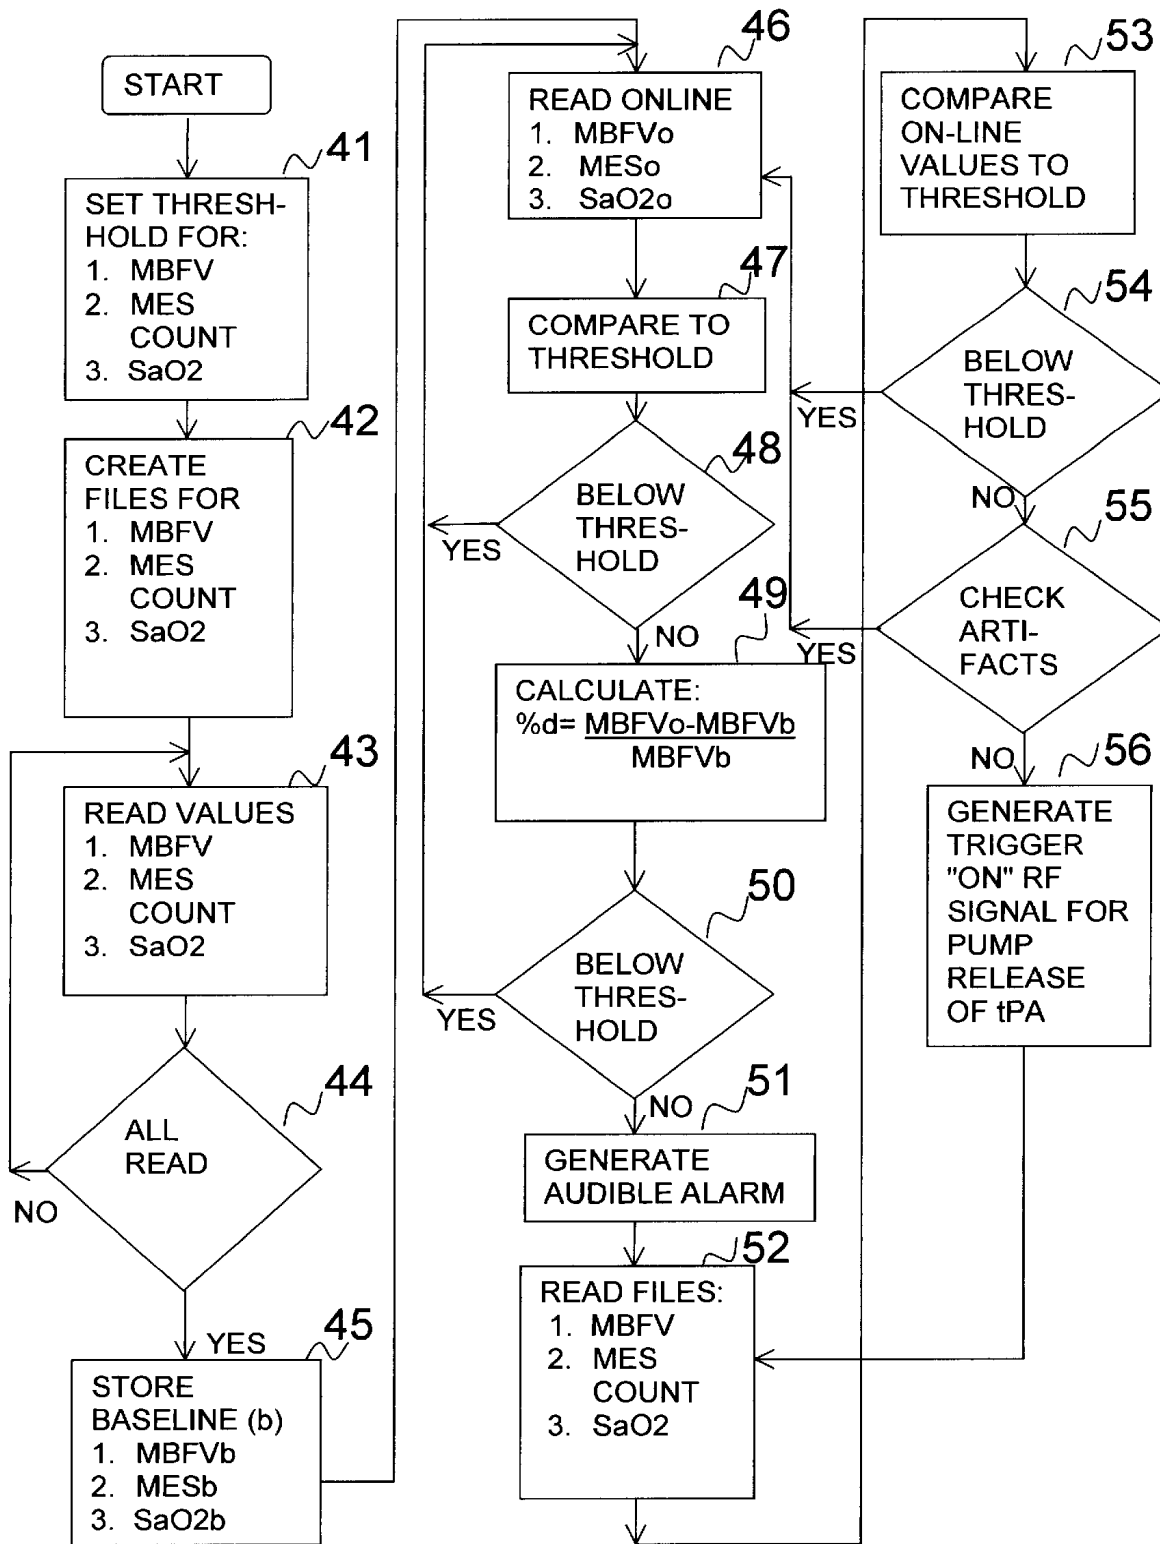 START
41
SET THRESH-
HOLD FOR:
1. MBFV
2. MES
COUNT
3. SaO2
42
CREATE
FILES FOR
1. MBFV
2. MES
COUNT
3. SaO2
43
READ VALUES
1. MBFV
2. MES
COUNT
3. SaO2
44
ALL
READ
NO
YES
45
STORE
BASELINE (b)
1. MBFVb
2. MESb
3. SaO2b
46
READ ONLINE
1. MBFVo
2. MESo
3. SaO2o
47
COMPARE TO
THRESHOLD
48
BELOW
THRES-
HOLD
YES
NO
49
CALCULATE:
%d= MBFVo-MBFVb
MBFVb
50
BELOW
THRES-
HOLD
YES
NO
51
GENERATE
AUDIBLE ALARM
52
READ FILES:
1. MBFV
2. MES
COUNT
3. SaO2
53
COMPARE
ON-LINE
VALUES TO
THRESHOLD
54
BELOW
THRES-
HOLD
YES
NO
55
CHECK
ARTI-
FACTS
YES
NO
56
GENERATE
TRIGGER
"ON" RF
SIGNAL FOR
PUMP
RELEASE
OF tPA